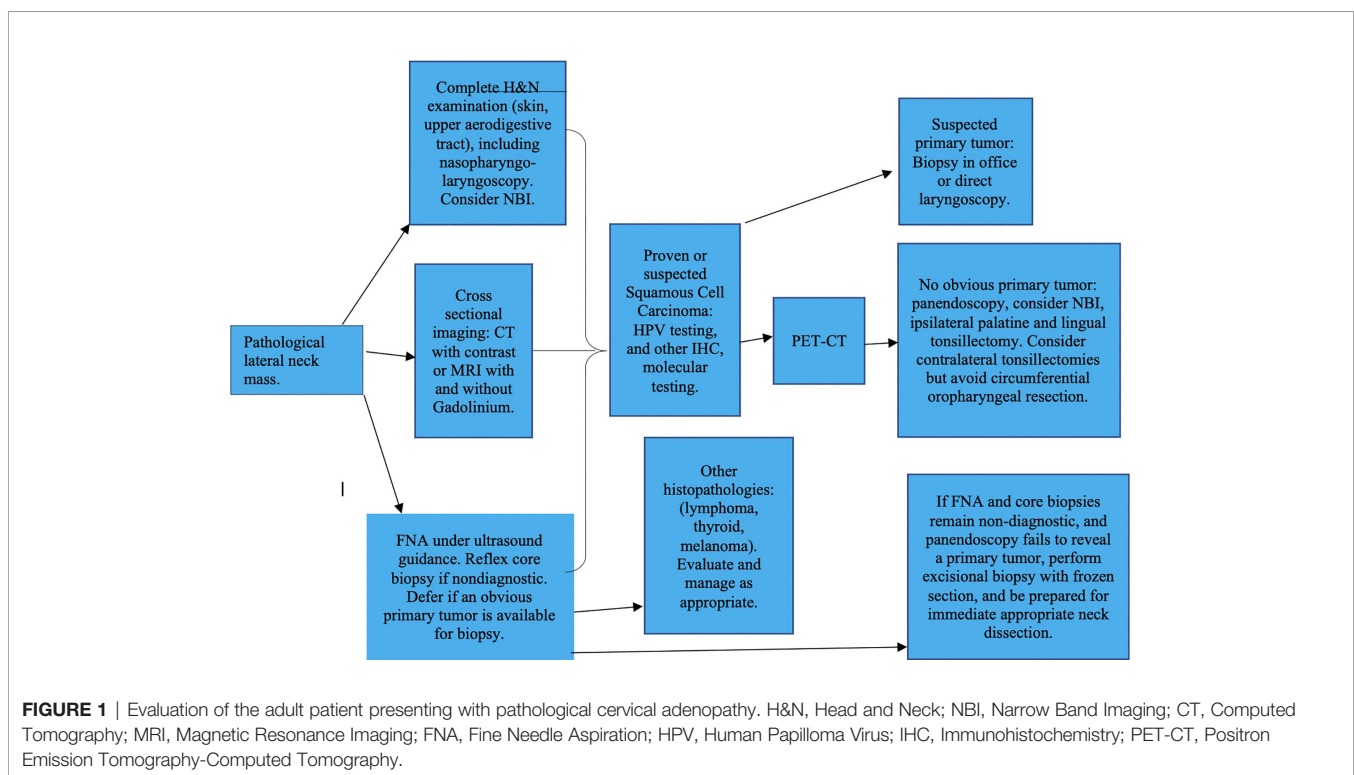 Complete H&N
examination (skin,
upper aerodigestive
tract), including
nasopharyngo-
laryngoscopy.
Consider NBI.
Suspected
primary tumor:
Biopsy in office
or direct
laryngoscopy.
Pathological
lateral neck
mass.
Cross
sectional
imaging: CT
with contrast
or MRI with
and without
Gadolinium.
Proven or
suspected
Squamous Cell
Carcinoma:
HPV testing,
and other IHC,
molecular
testing.
PET-CT
No obvious primary tumor:
panendoscopy, consider NBI,
ipsilateral palatine and lingual
tonsillectomy. Consider
contralateral tonsillectomies
but avoid circumferential
oropharyngeal resection.
FNA under ultrasound
guidance. Reflex core
biopsy if nondiagnostic.
Defer if an obvious
primary tumor is available
for biopsy.
Other
histopathologies:
(lymphoma,
thyroid,
melanoma).
Evaluate and
manage as
appropriate.
If FNA and core biopsies
remain non-diagnostic, and
panendoscopy fails to reveal
a primary tumor, perform
excisional biopsy with frozen
section, and be prepared for
immediate appropriate neck
dissection.
FIGURE 1 | Evaluation of the adult patient presenting with pathological cervical adenopathy. H&N, Head and Neck; NBI, Narrow Band Imaging; CT, Computed
Tomography; MRI, Magnetic Resonance Imaging; FNA, Fine Needle Aspiration; HPV, Human Papilloma Virus; IHC, Immunohistochemistry; PET-CT, Positron
Emission Tomography-Computed Tomography.